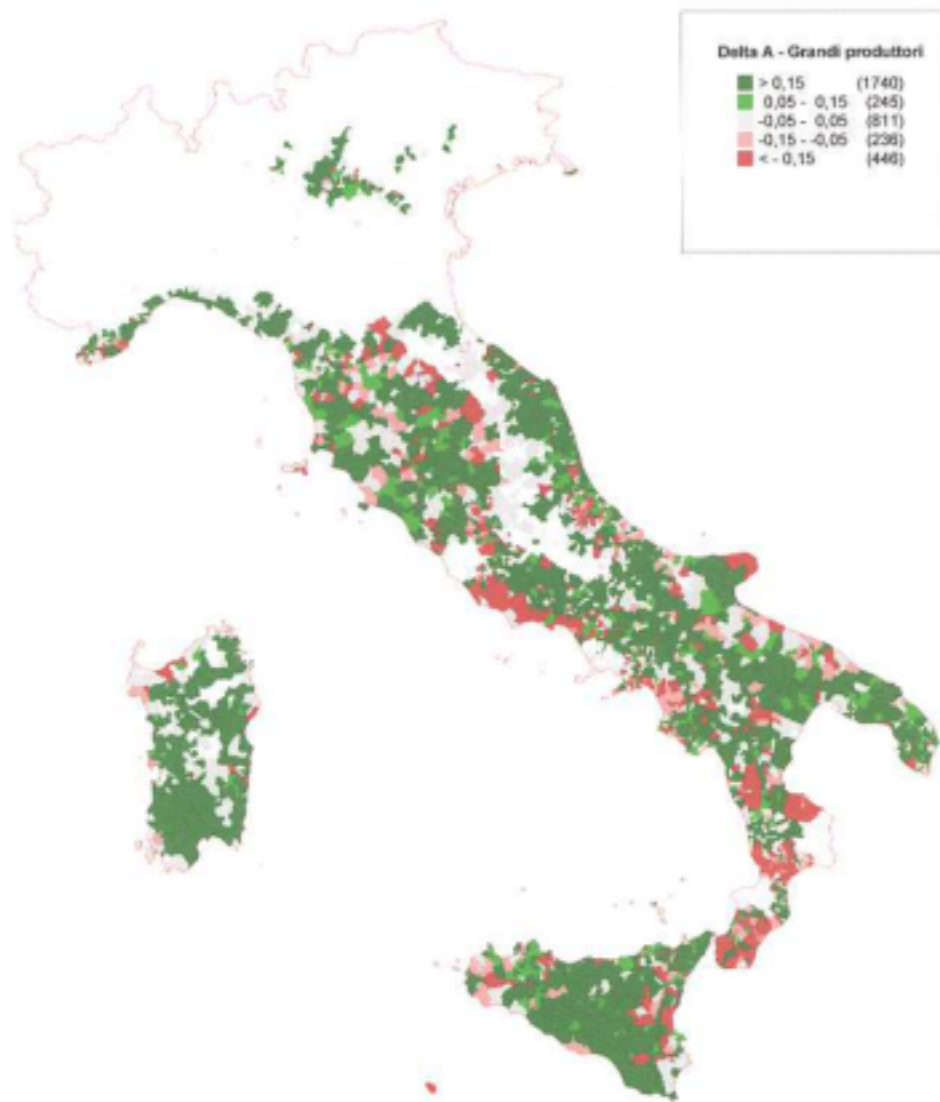 Delta A - Grandi produttori
> 0,15 (1740)
0,05 - 0,15 (245)
-0,05 - 0,05 (811)
-0,15 - -0,05 (236)
< - 0,15 (446)